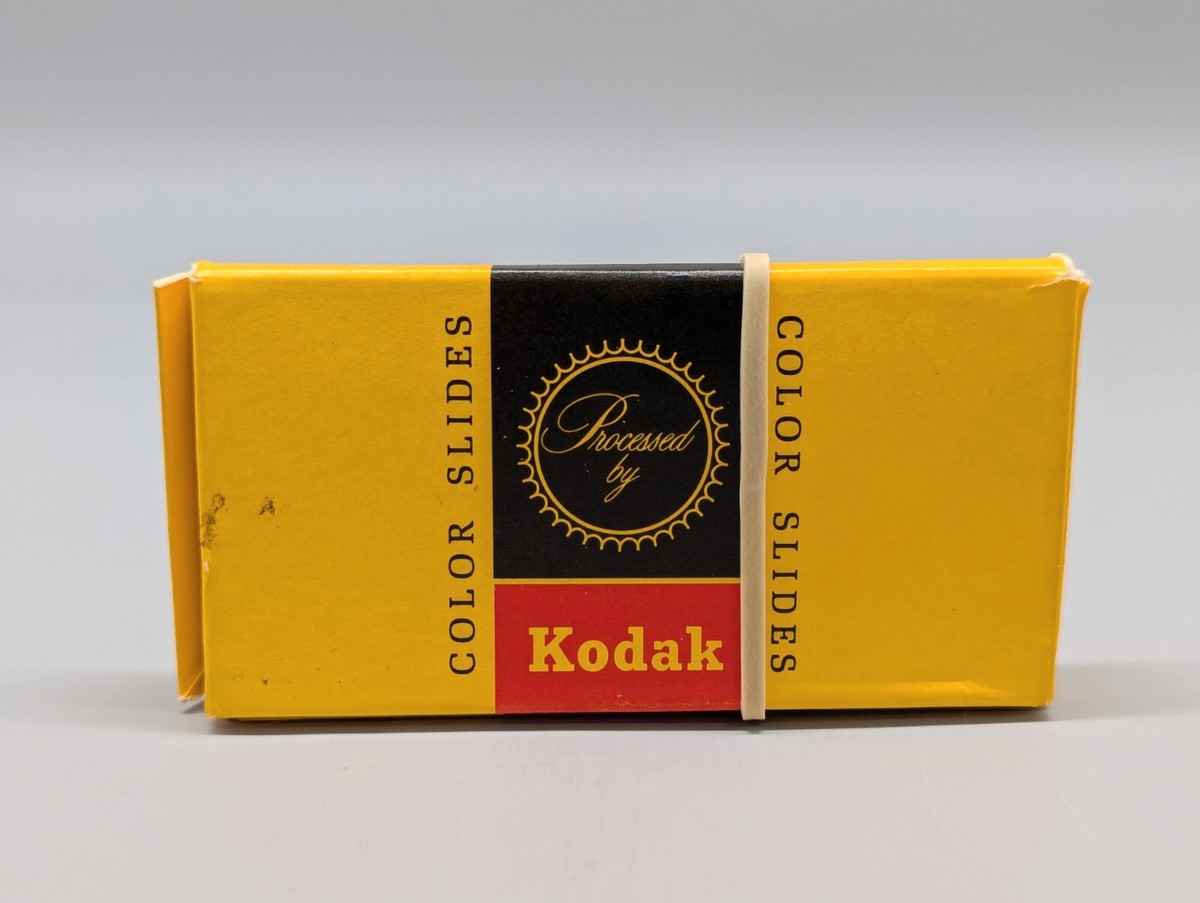 COLOR SLIDES
Processed
by
Kodak
COLOR SLIDES